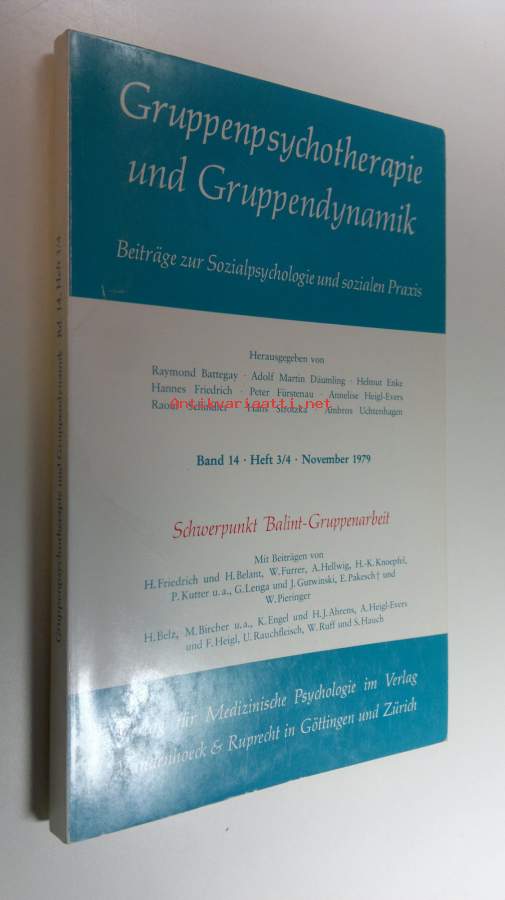 Gruppenpsychotherapie
und Gruppendynamik
Beiträge zur Sozialpsychologie und sozialen Praxis
Herausgegeben von
Raymond Battegay · Adolf Martin Däumling · Helmut Enke
Hannes Friedrich · Peter Fürstenau · Annelise Heigl-Evers
Raoul Schindler · Hans Strotzka · Ambros Uchtenhagen
Antikvariaatti.net
Band 14 · Heft 3/4 · November 1979
Schwerpunkt Balint-Gruppenarbeit
Mit Beiträgen von
H. Friedrich und H. Belant, W. Furrer, A. Hellwig, H.-K. Knoepfel,
P. Kutter u. a., G. Lenga und J. Gutwinski, E. Pakesch† und
W. Pieringer
H. Belz, M. Bircher u. a., K. Engel und H. J. Ahrens, A. Heigl-Evers
und F. Heigl, U. Rauchfleisch, W. Ruff und S. Hauch
für Medizinische Psychologie im Verlag
Vandenhoeck & Ruprecht in Göttingen und Zürich
Gruppenpsychotherapie und Gruppendynamik · Bd. 14, Heft 3/4